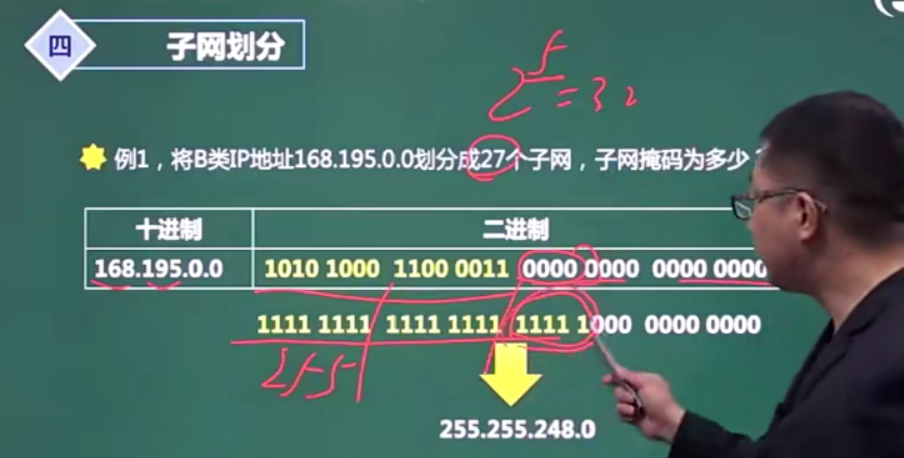 四
子网划分
2⁵=32
例1，将B类IP地址168.195.0.0划分成27个子网，子网掩码为多少？
十进制 二进制
168.195.0.0 1010 1000 1100 0011 0000 0000 0000 0000
1111 1111 1111 1111 1111 1000 0000 0000
255
255.255.248.0